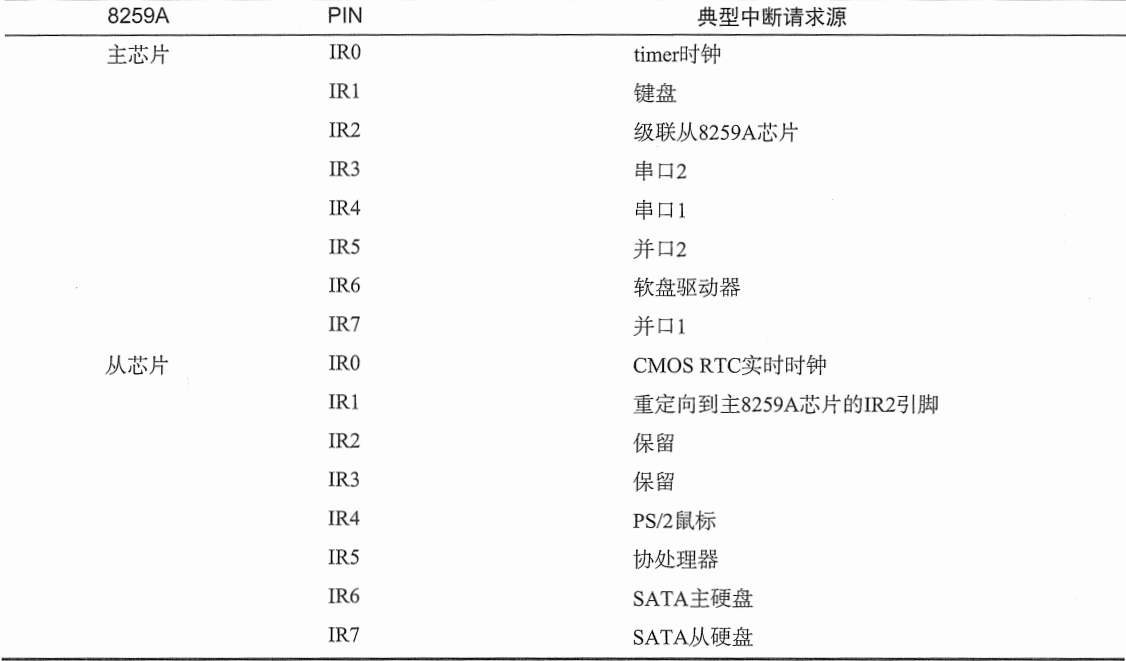 8259A PIN 典型中断请求源
主芯片 IR0 timer时钟
IR1 键盘
IR2 级联从8259A芯片
IR3 串口2
IR4 串口1
IR5 并口2
IR6 软盘驱动器
IR7 并口1
从芯片 IR0 CMOS RTC实时时钟
IR1 重定向到主8259A芯片的IR2引脚
IR2 保留
IR3 保留
IR4 PS/2鼠标
IR5 协处理器
IR6 SATA主硬盘
IR7 SATA从硬盘